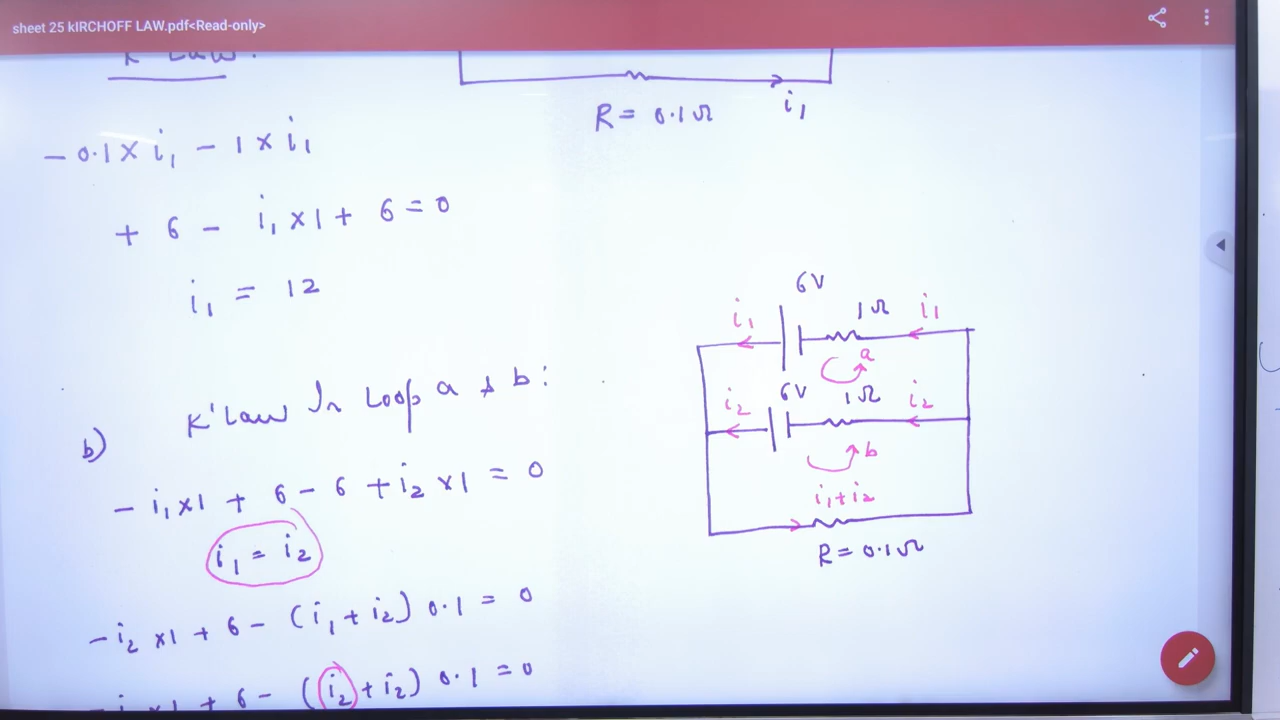 sheet 25 kIRCHOFF LAW.pdf<Read-only>
K' Law :
R = 0.1Ω
i₁
- 0.1 × i₁ - 1 × i₁
+ 6 - i₁ × 1 + 6 = 0
i₁ = 12
6V
i₁
1Ω
i₁
a
6V
1Ω
i₂
i₂
b
i₁ + i₂
R = 0.1Ω
b) K' Law In Loop a & b :
- i₁ × 1 + 6 - 6 + i₂ × 1 = 0
i₁ = i₂
- i₂ × 1 + 6 - (i₁ + i₂) 0.1 = 0
- i₂ × 1 + 6 - (i₂ + i₂) 0.1 = 0